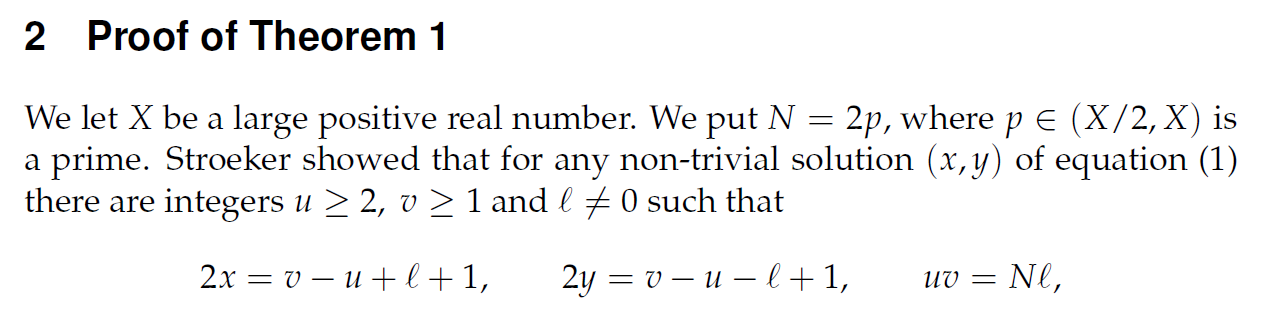 2 Proof of Theorem 1
We let X be a large positive real number. We put N = 2p, where p ∈ (X/2, X) is
a prime. Stroeker showed that for any non-trivial solution (x, y) of equation (1)
there are integers u ≥ 2, v ≥ 1 and ℓ ≠ 0 such that
2x = v − u + ℓ + 1, 2y = v − u − ℓ + 1, uv = Nℓ,